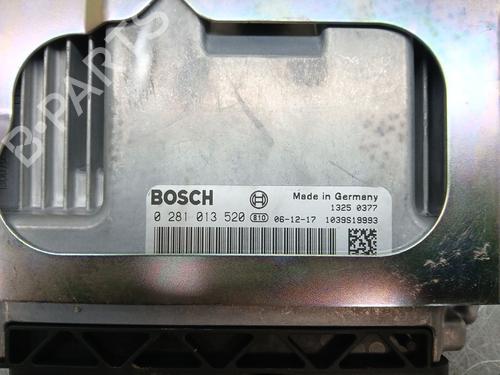 B-PARTS
BOSCH Made in Germany
1325 0377
0 281 013 520 810 06-12-17 1039S19993